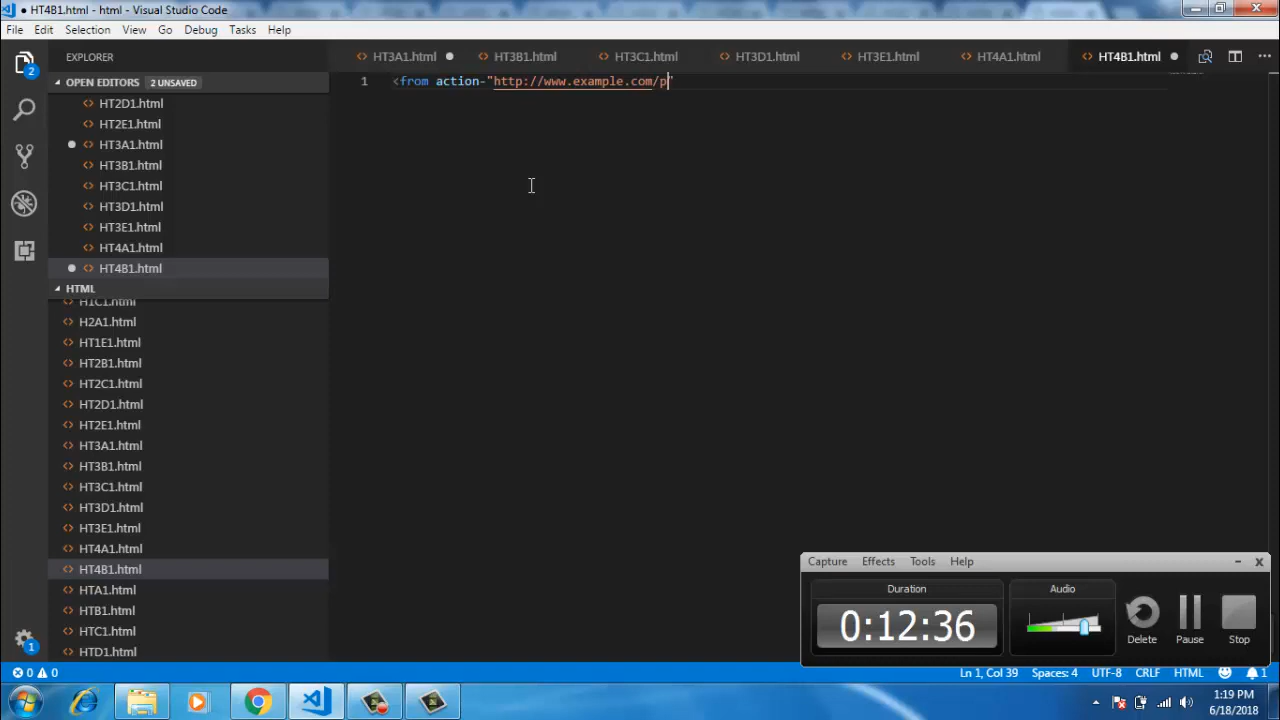 HT4B1.html - html - Visual Studio Code
File Edit Selection View Go Debug Tasks Help
EXPLORER
HT3A1.html HT3B1.html HT3C1.html HT3D1.html HT3E1.html HT4A1.html HT4B1.html
OPEN EDITORS 2 UNSAVED
HT2D1.html
HT2E1.html
HT3A1.html
HT3B1.html
HT3C1.html
HT3D1.html
HT3E1.html
HT4A1.html
HT4B1.html
HTML
H1C1.html
H2A1.html
HT1E1.html
HT2B1.html
HT2C1.html
HT2D1.html
HT2E1.html
HT3A1.html
HT3B1.html
HT3C1.html
HT3D1.html
HT3E1.html
HT4A1.html
HT4B1.html
HTA1.html
HTB1.html
HTC1.html
HTD1.html
2
1
1 <from action-"http://www.example.com/p"
Capture Effects Tools Help
Duration
0:12:36
Audio
Delete Pause Stop
0 0
Ln 1, Col 39 Spaces: 4 UTF-8 CRLF HTML 1
1:19 PM
6/18/2018